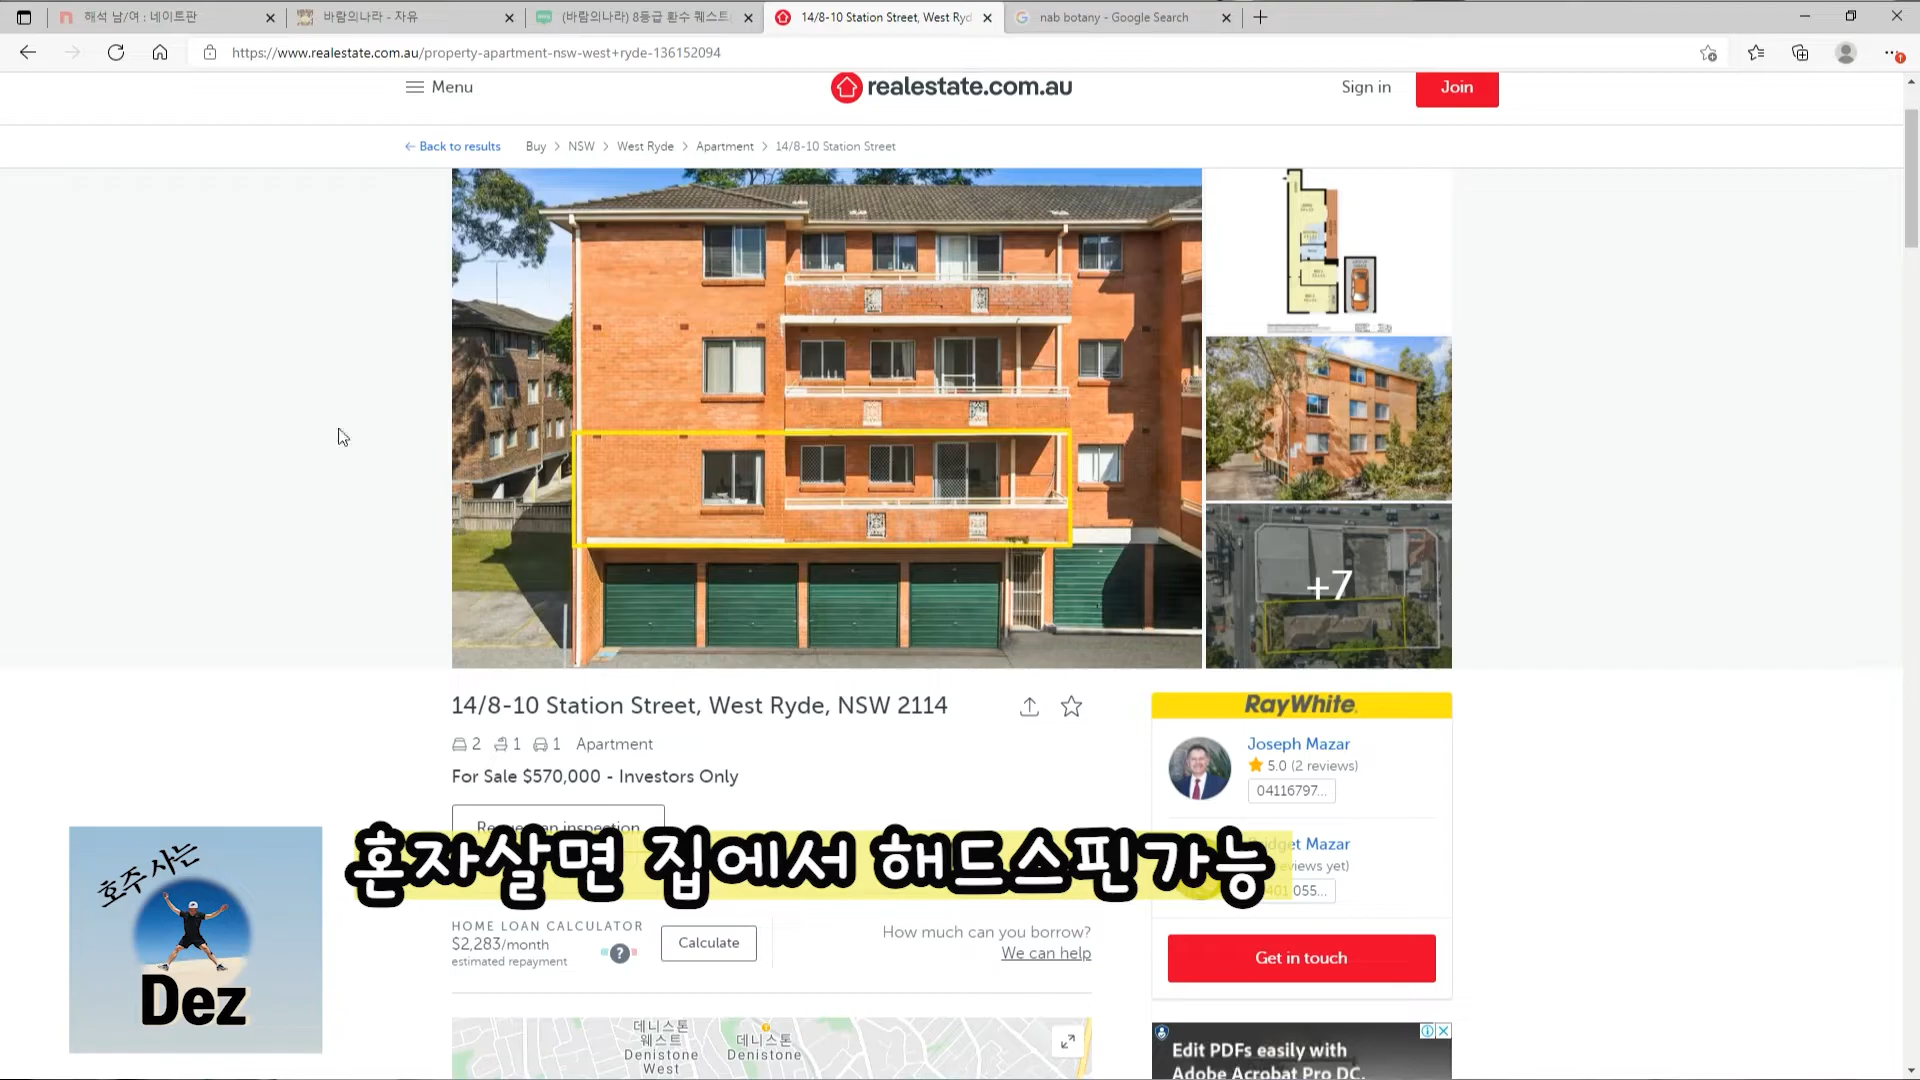 해석 남/여 : 네이트판
바람의나라 - 자유
(바람의나라) 8등급 환수 퀘스트
14/8-10 Station Street, West Ryd
nab botany - Google Search
https://www.realestate.com.au/property-apartment-nsw-west+ryde-136152094
Menu
realestate.com.au
Sign in
Join
Back to results
Buy > NSW > West Ryde > Apartment > 14/8-10 Station Street
+7
14/8-10 Station Street, West Ryde, NSW 2114
2 1 1 Apartment
For Sale $570,000 - Investors Only
RayWhite
Joseph Mazar
5.0 (2 reviews)
04116797...
Mazar
reviews yet)
055...
혼자살면 집에서 해드스핀가능
호주 사는
Dez
HOME LOAN CALCULATOR
$2,283/month
estimated repayment
?
Calculate
How much can you borrow?
We can help
Get in touch
데니스톤
웨스트
Denistone
West
데니스톤
Denistone
Edit PDFs easily with
Adobe Acrobat Pro DC.